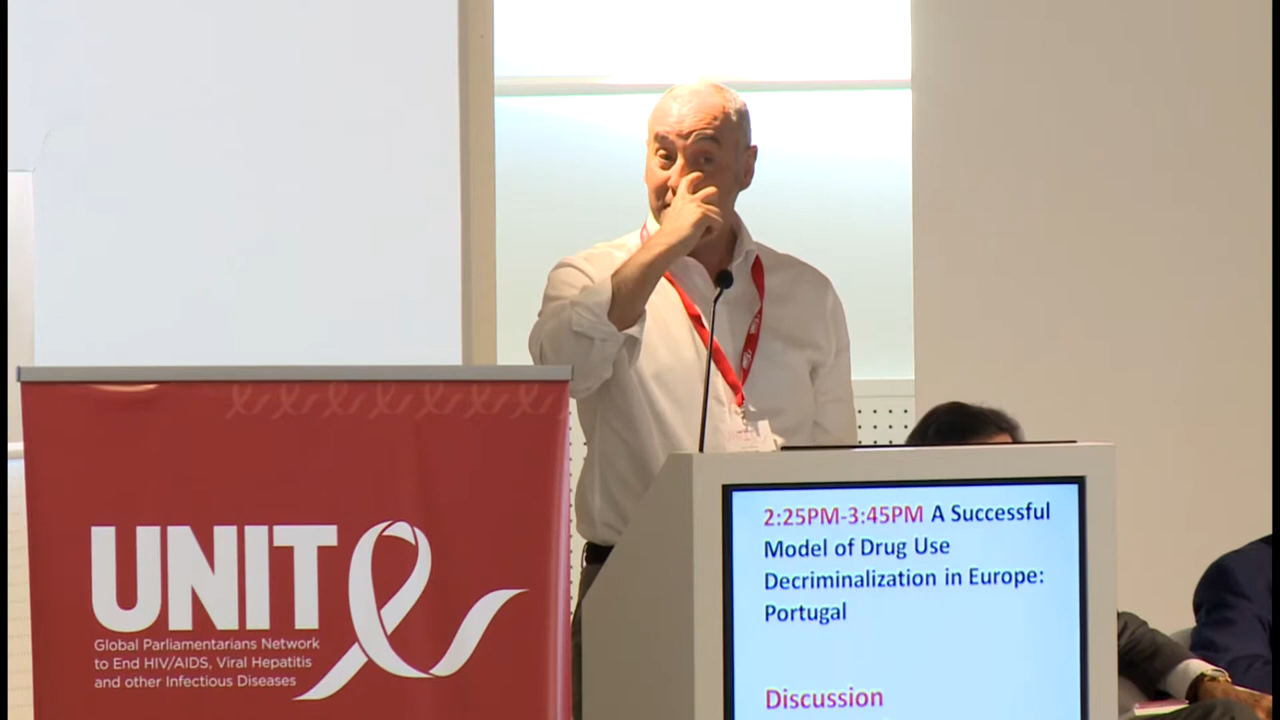 UNITE
Global Parliamentarians Network
to End HIV/AIDS, Viral Hepatitis
and other Infectious Diseases
2:25PM-3:45PM A Successful
Model of Drug Use
Decriminalization in Europe:
Portugal
Discussion